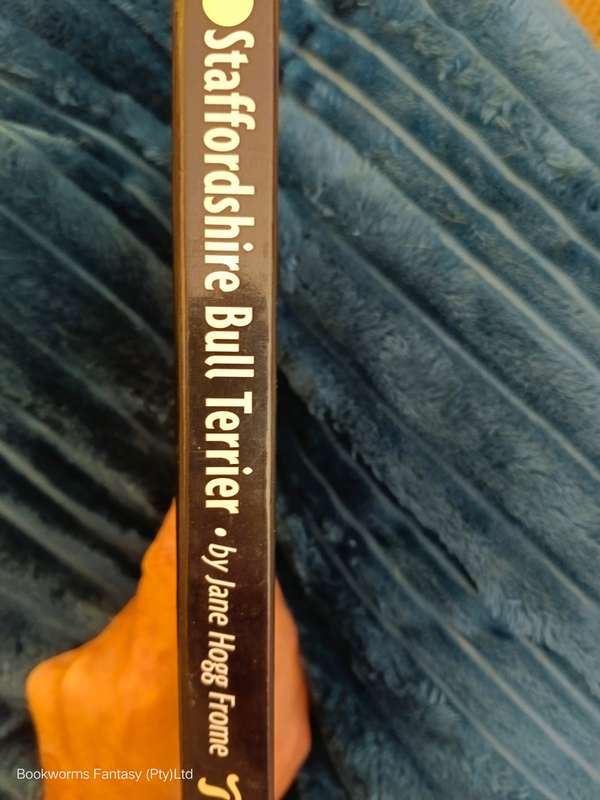 Staffordshire Bull Terrier • by Jane Hogg Frome
Bookworms Fantasy (Pty)Ltd